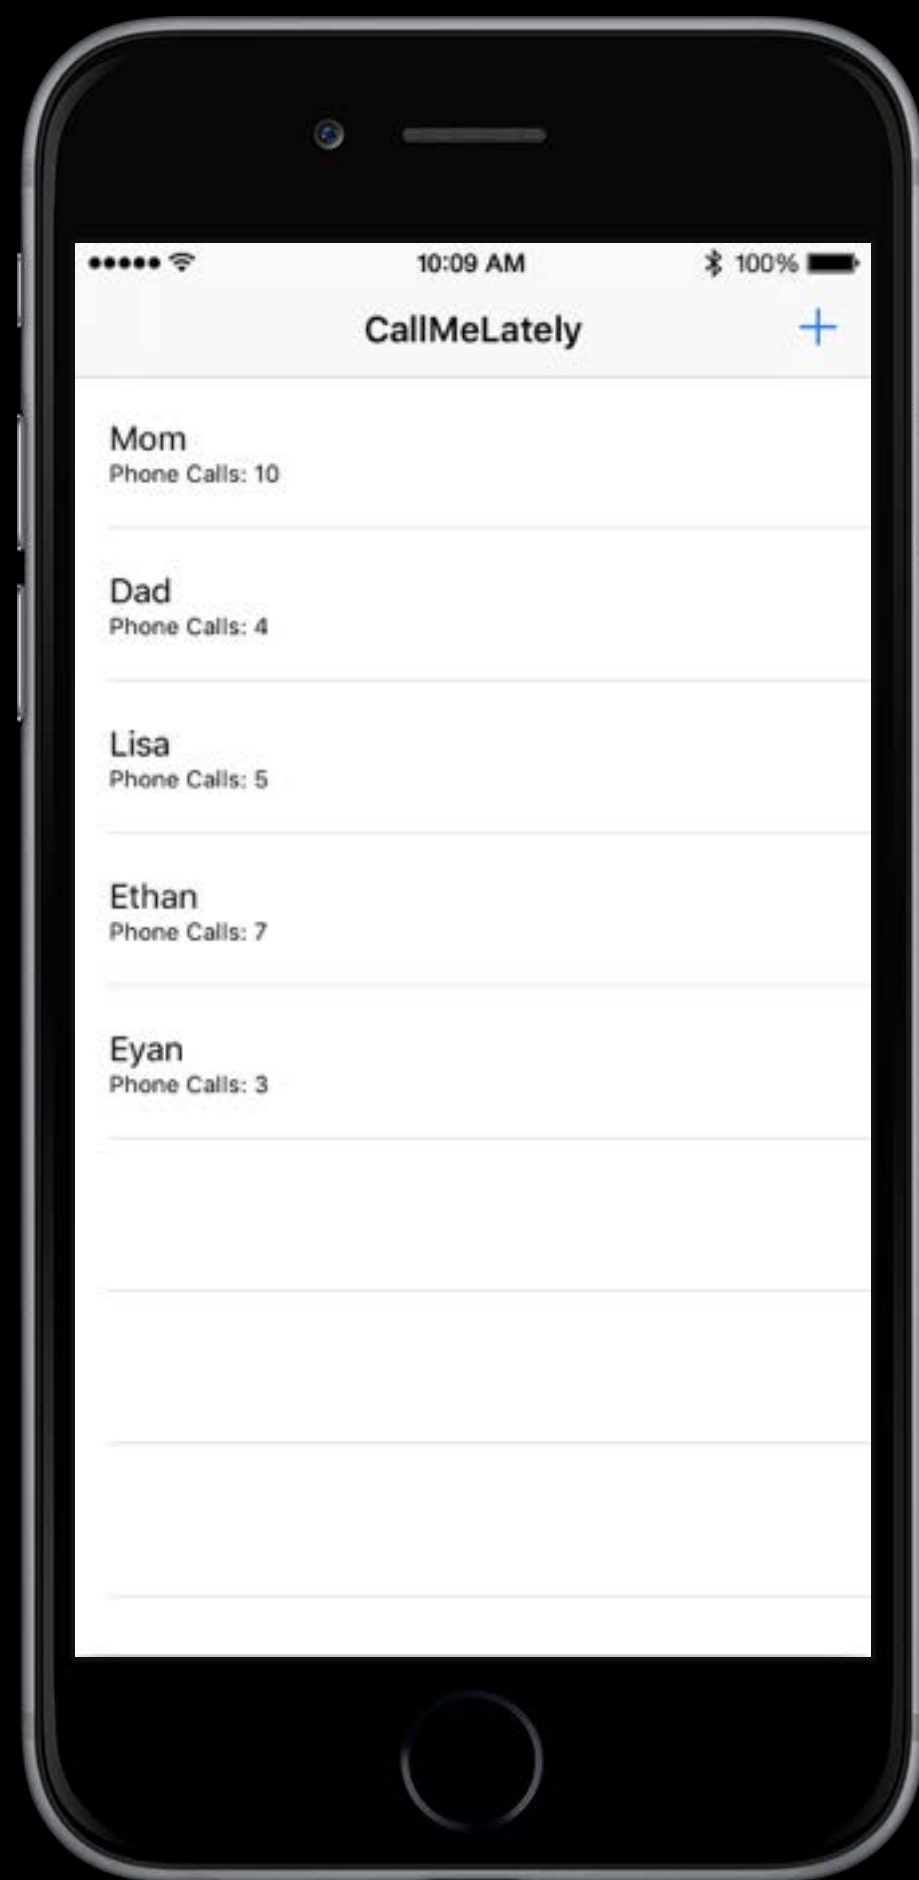 10:09 AM 100%
CallMeLately
Mom
Phone Calls: 10
Dad
Phone Calls: 4
Lisa
Phone Calls: 5
Ethan
Phone Calls: 7
Eyan
Phone Calls: 3